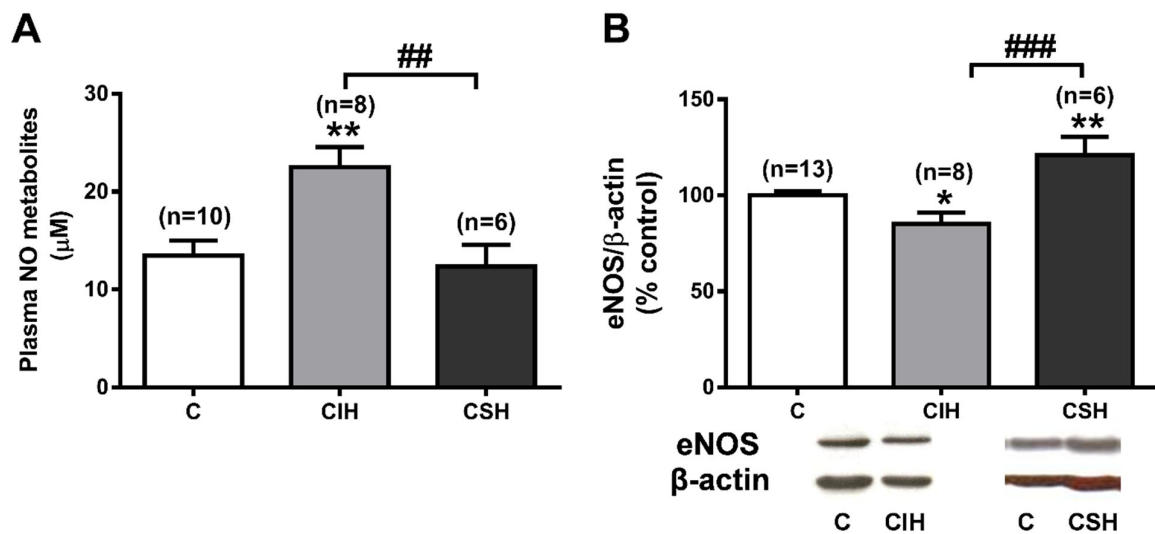 A
##
Plasma NO metabolites
(μM)
30
20
10
0
(n=10)
(n=8)
**
(n=6)
C
CIH
CSH
B
###
eNOS/β-actin
(% control)
150
100
50
0
(n=13)
(n=8)
*
(n=6)
**
C
CIH
CSH
eNOS
β-actin
C CIH C CSH